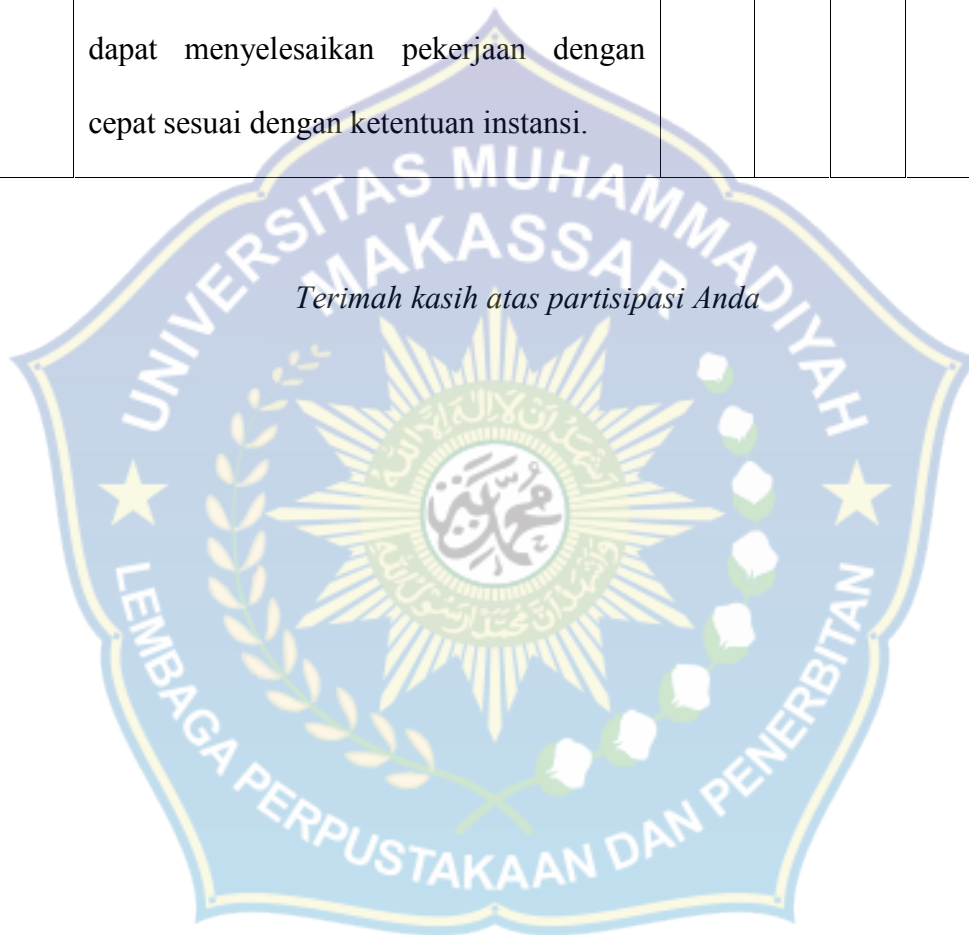 dapat menyelesaikan pekerjaan dengan
cepat sesuai dengan ketentuan instansi.
UNIVERSITAS MUHAMMADIYAH
MAKASSAR
Terimah kasih atas partisipasi Anda
LEMBAGA PERPUSTAKAAN DAN PENERBITAN